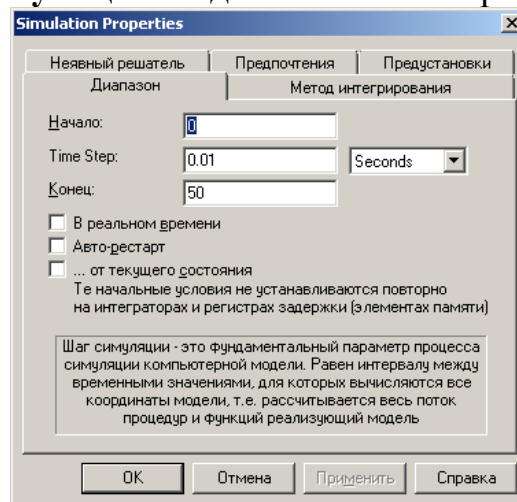 Simulation Properties
Неявный решатель Предпочтения Предустановки
Диапазон Метод интегрирования
Начало: 0
Time Step: 0.01 Seconds
Конец: 50
В реальном времени
Авто-рестарт
... от текущего состояния
Те начальные условия не устанавливаются повторно
на интеграторах и регистрах задержки (элементах памяти)
Шаг симуляции - это фундаментальный параметр процесса
симуляции компьютерной модели. Равен интервалу между
временными значениями, для которых вычисляются все
координаты модели, т.е. рассчитывается весь поток
процедур и функций реализующий модель
OK Отмена Применить Справка